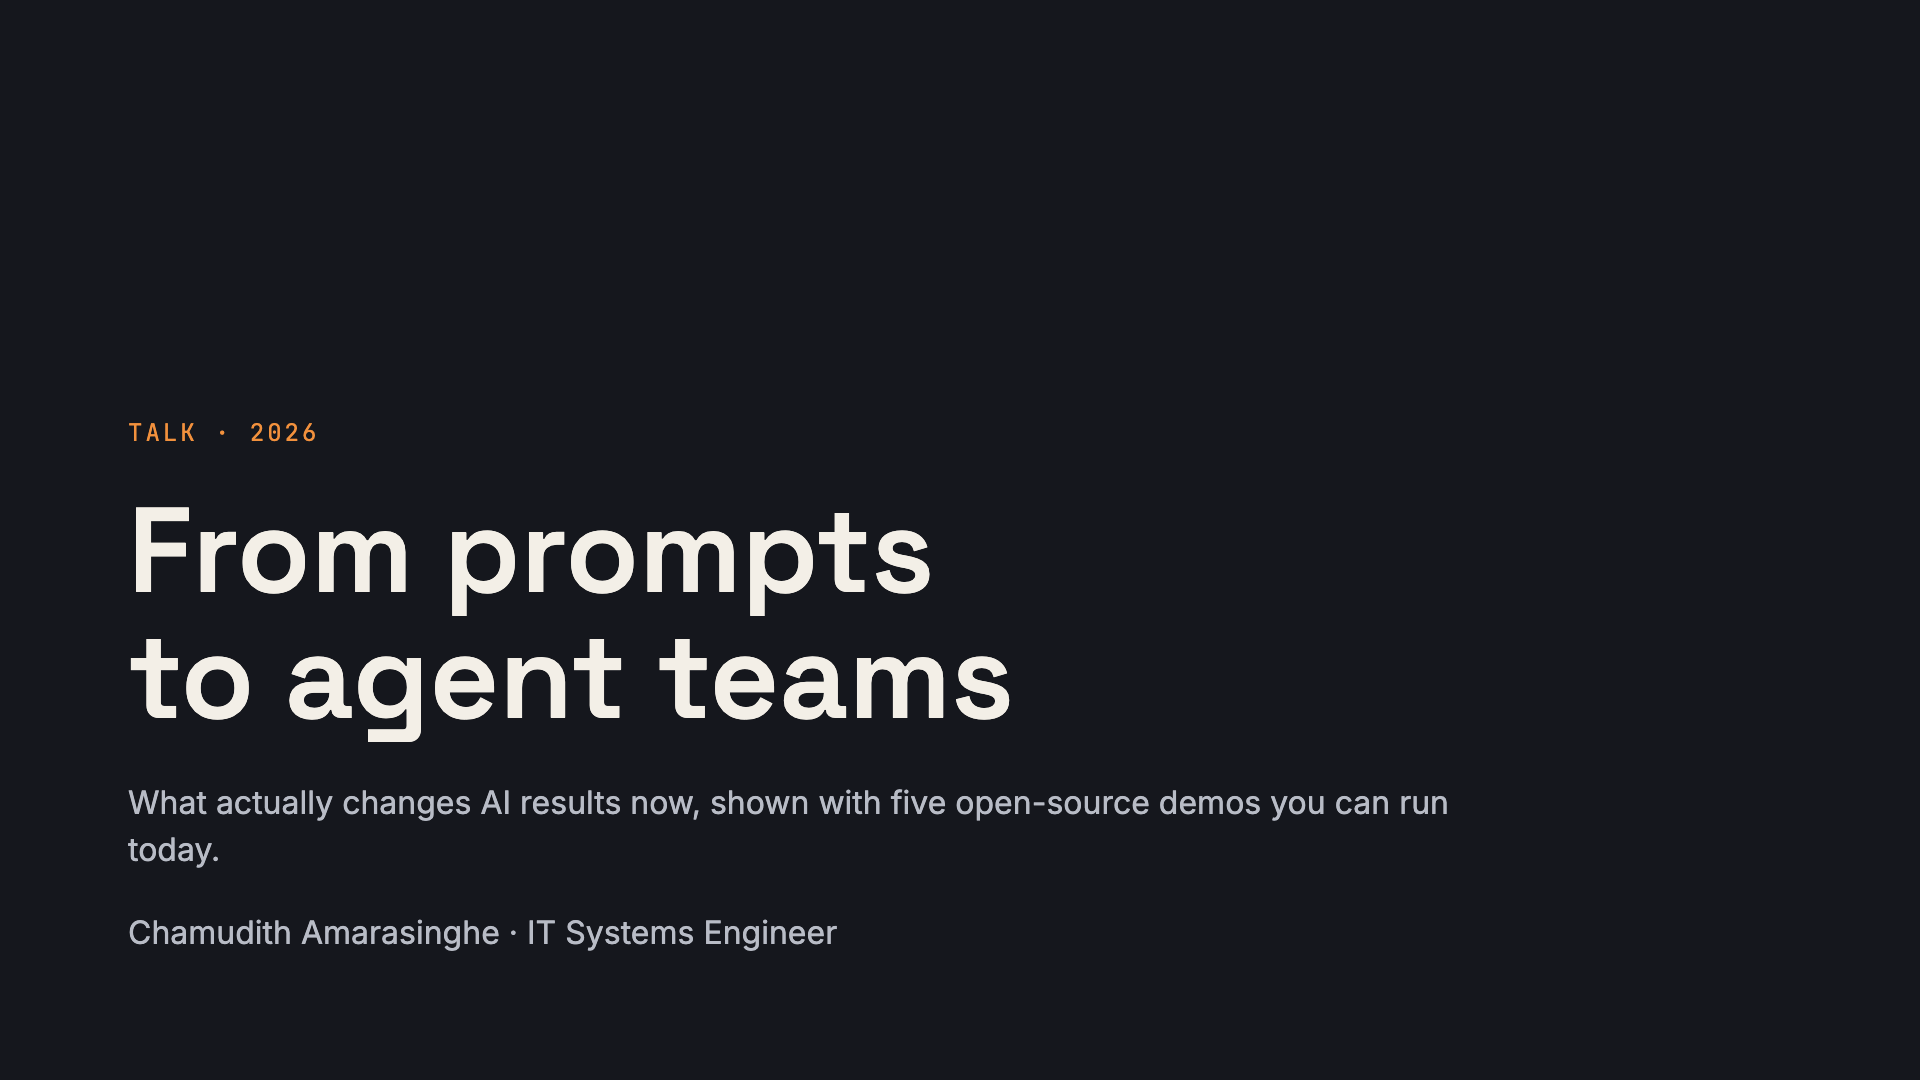 TALK · 2026
From prompts
to agent teams
What actually changes AI results now, shown with five open-source demos you can run
today.
Chamudith Amarasinghe · IT Systems Engineer